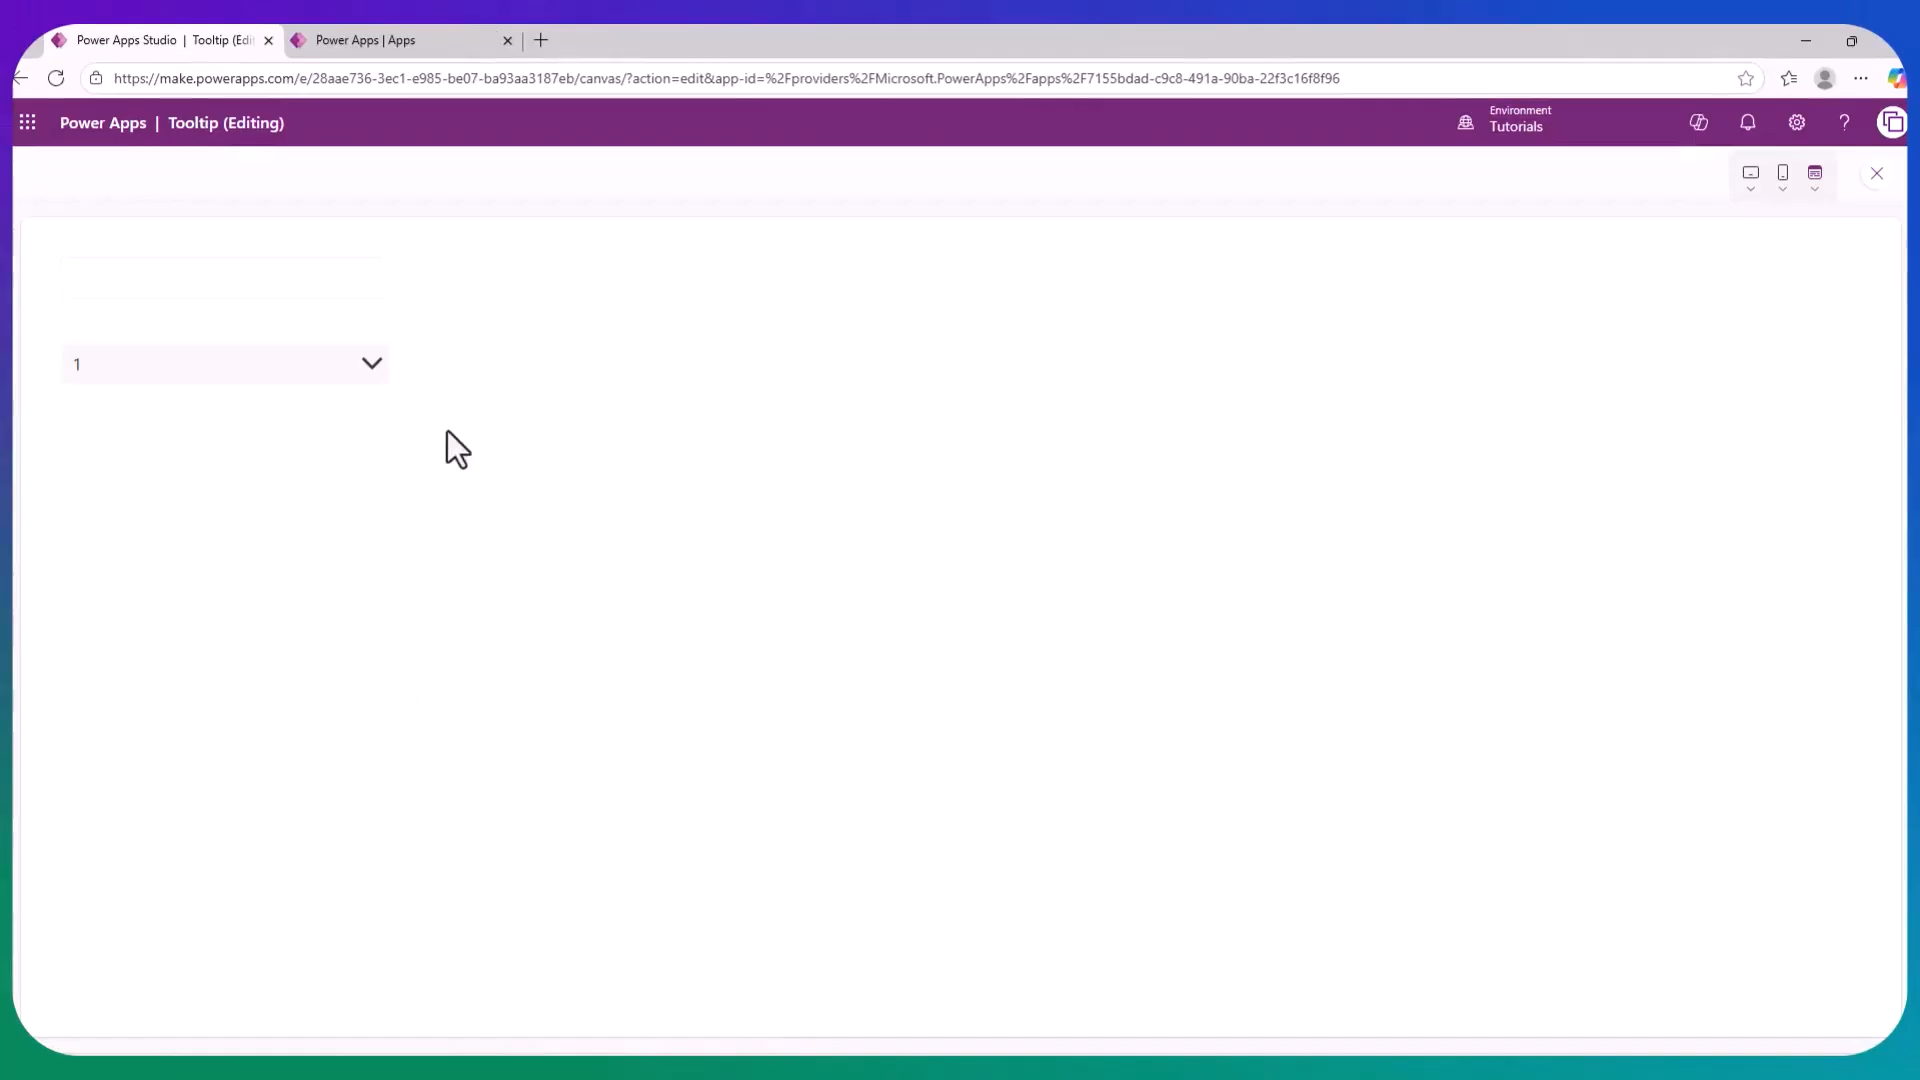 Power Apps Studio | Tooltip (Edi
Power Apps | Apps
https://make.powerapps.com/e/28aae736-3ec1-e985-be07-ba93aa3187eb/canvas/?action=edit&app-id=%2Fproviders%2FMicrosoft.PowerApps%2Fapps%2F7155bdad-c9c8-491a-90ba-22f3c16f8f96
Power Apps | Tooltip (Editing)
Environment
Tutorials
1